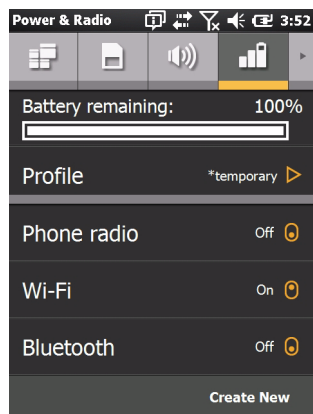 Power & Radio 3:52
Battery remaining: 100%
Profile *temporary
Phone radio Off
Wi-Fi On
Bluetooth Off
Create New